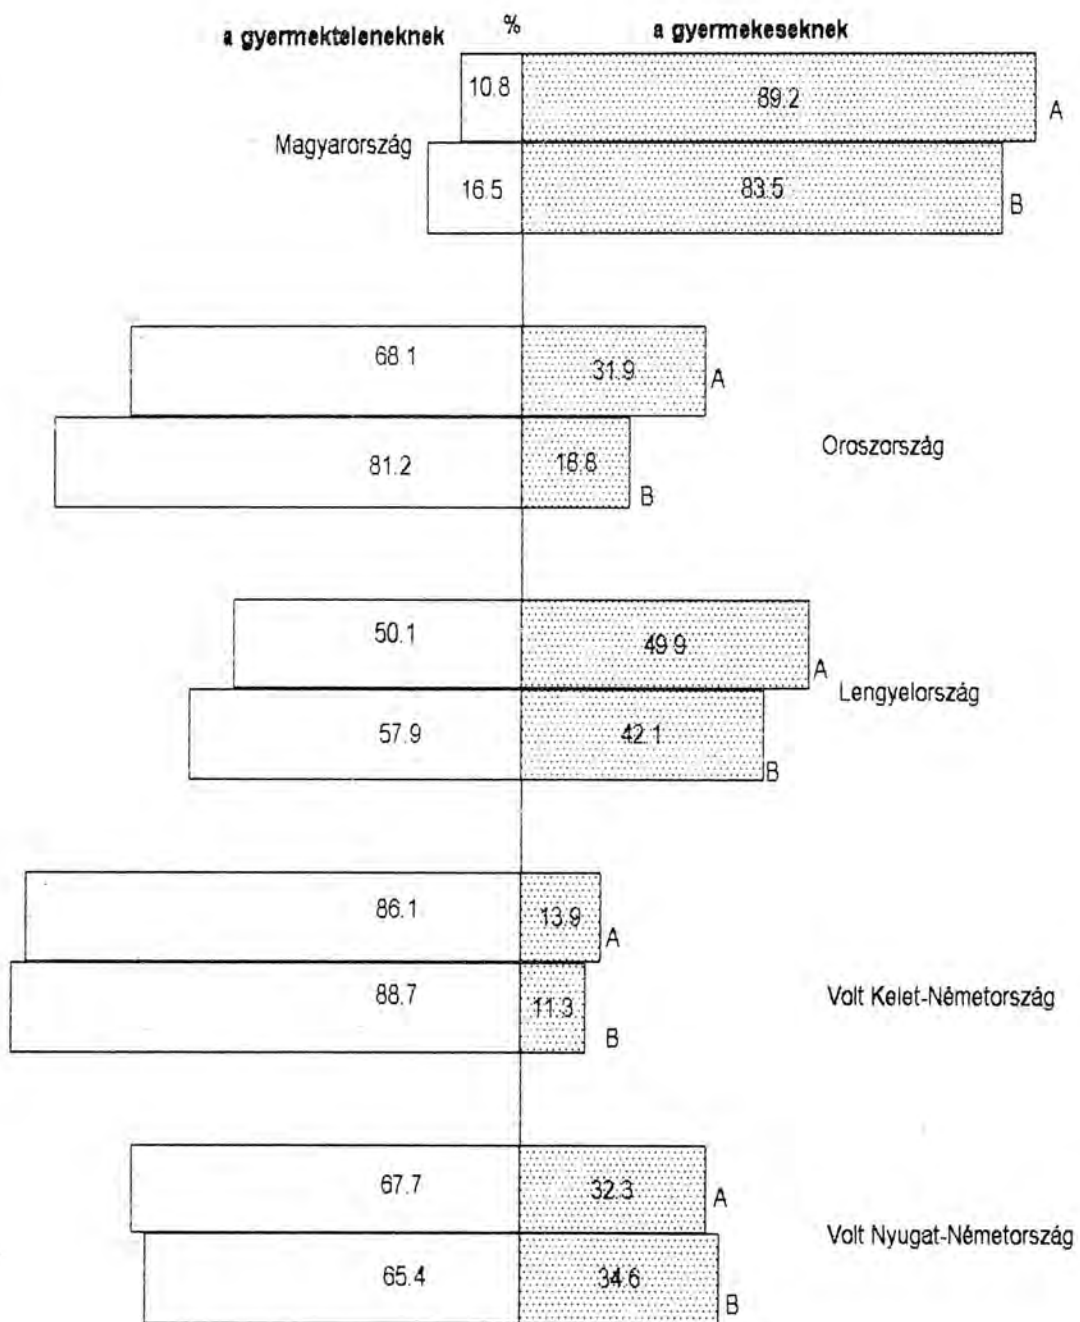 a gyermekteleneknek % a gyermekeseknek
10.8 89.2 A
Magyarország
16.5 83.5 B
68.1 31.9 A
Oroszország
81.2 18.8 B
50.1 49.9 A
Lengyelország
57.9 42.1 B
86.1 13.9 A
Volt Kelet-Németország
88.7 11.3 B
67.7 32.3 A
Volt Nyugat-Németország
65.4 34.6 B